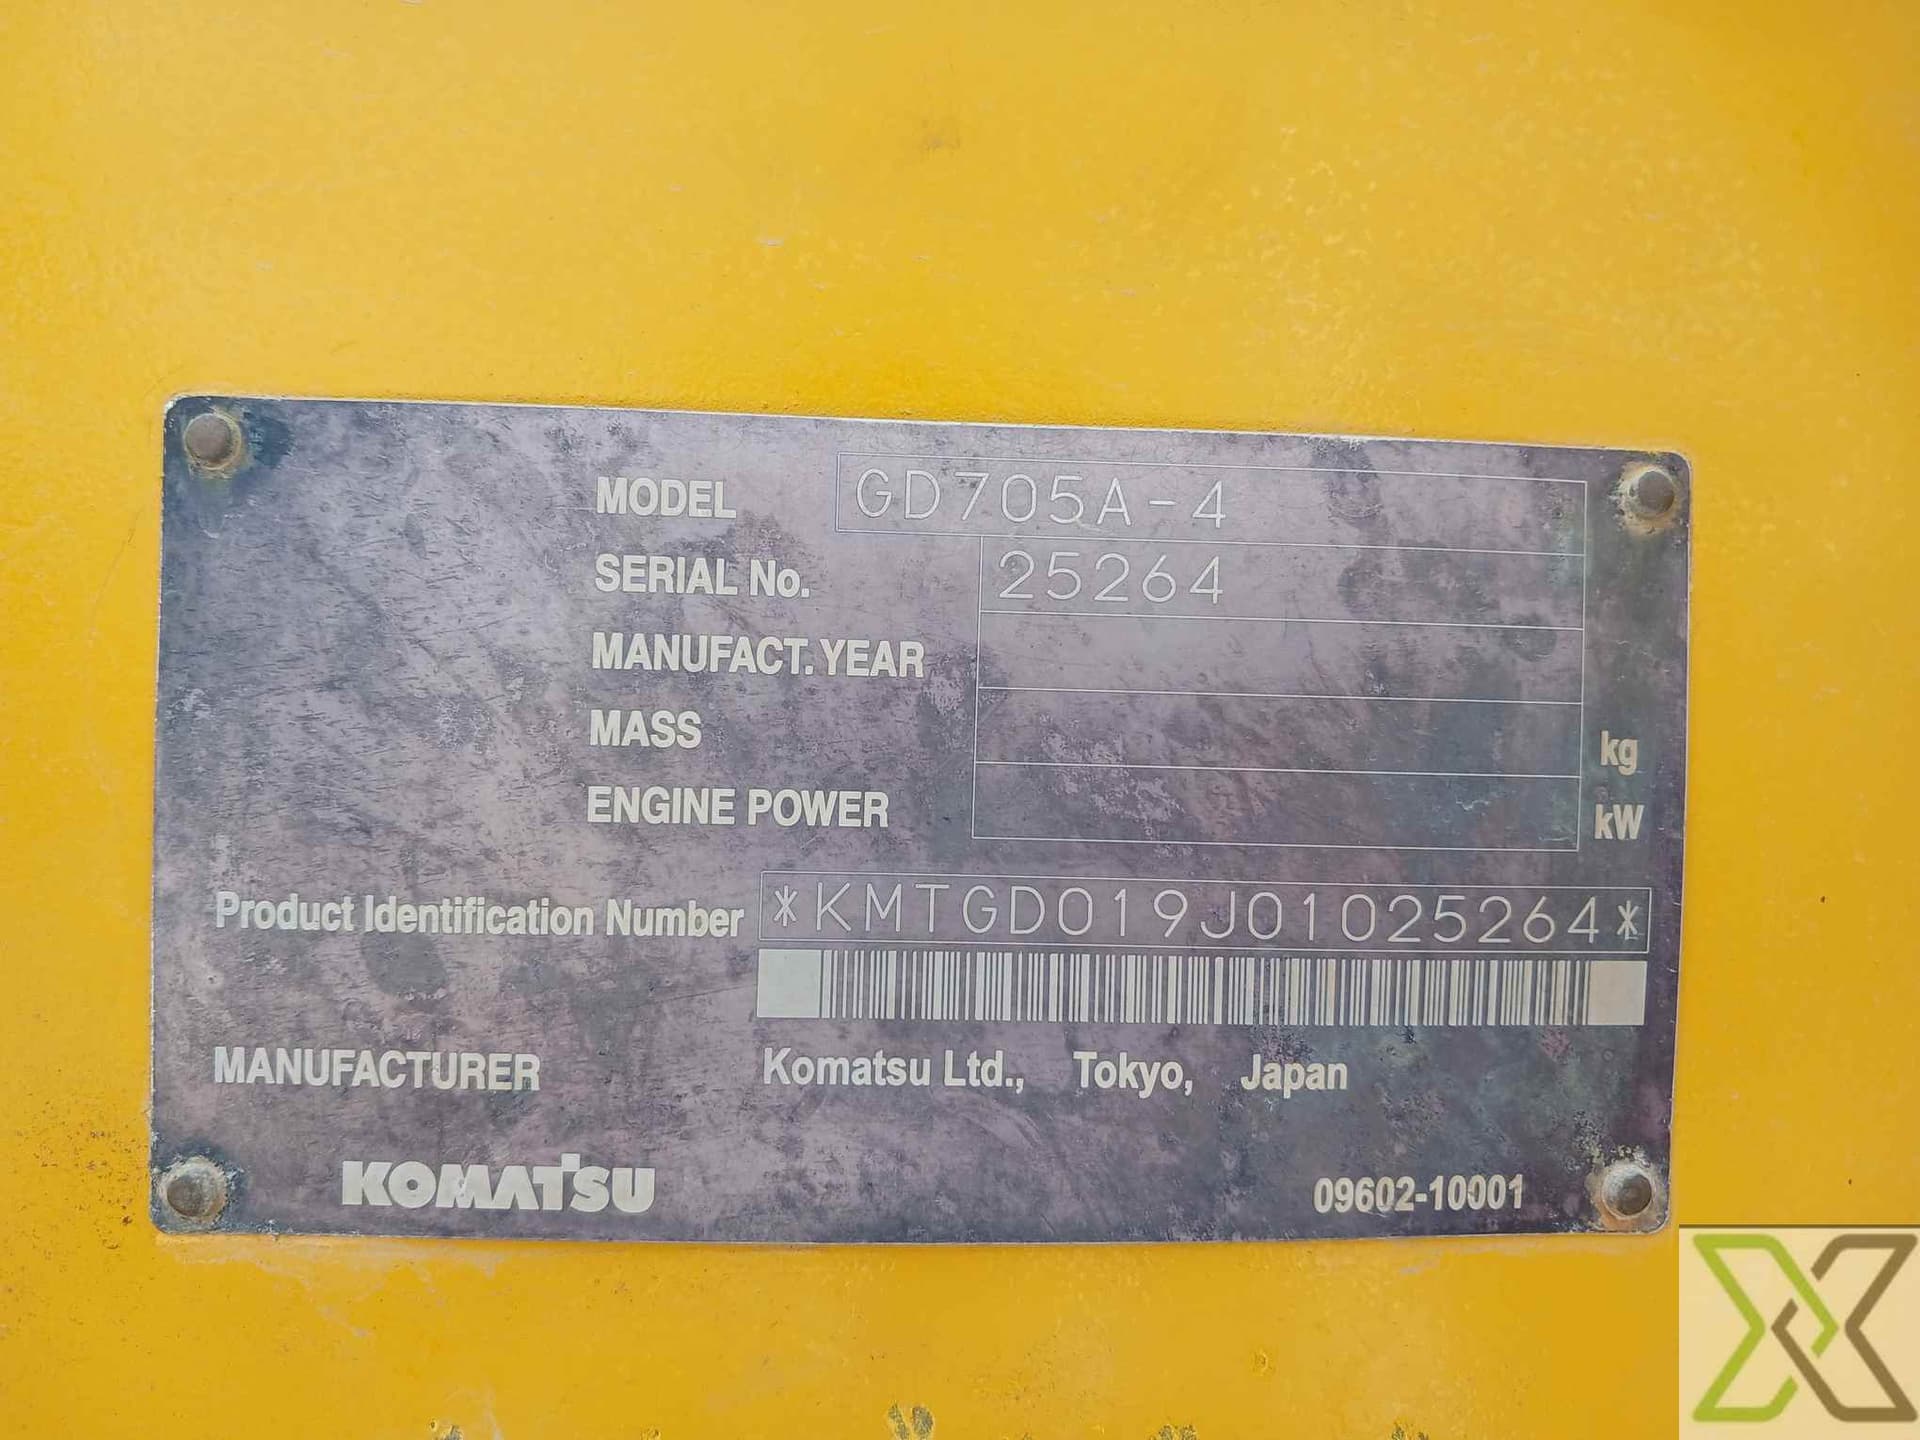 MODEL GD705A-4
SERIAL No. 25264
MANUFACT. YEAR
MASS kg
ENGINE POWER kW
Product Identification Number *KMTGD019J01025264*
MANUFACTURER Komatsu Ltd., Tokyo, Japan
KOMATSU 09602-10001